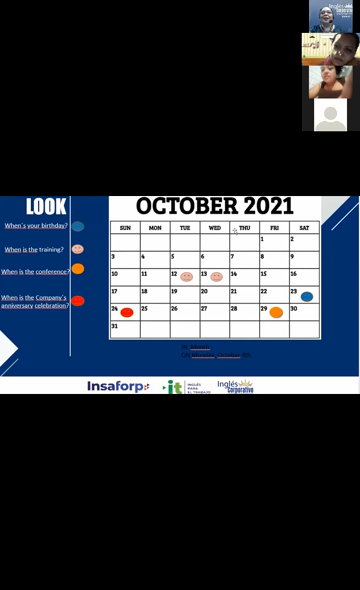 Inglés
Corporativo
LOOK
OCTOBER 2021
When's your birthday?
When is the training?
When is the conference?
When is the Company's
anniversary celebration?
SUN MON TUE WED THU FRI SAT
1 2
3 4 5 6 7 8 9
10 11 12 13 14 15 16
17 18 19 20 21 22 23
24 25 26 27 28 29 30
31
Insaforp
it
INGLÉS
PARA
EL TRABAJO
Inglés
Corporativo